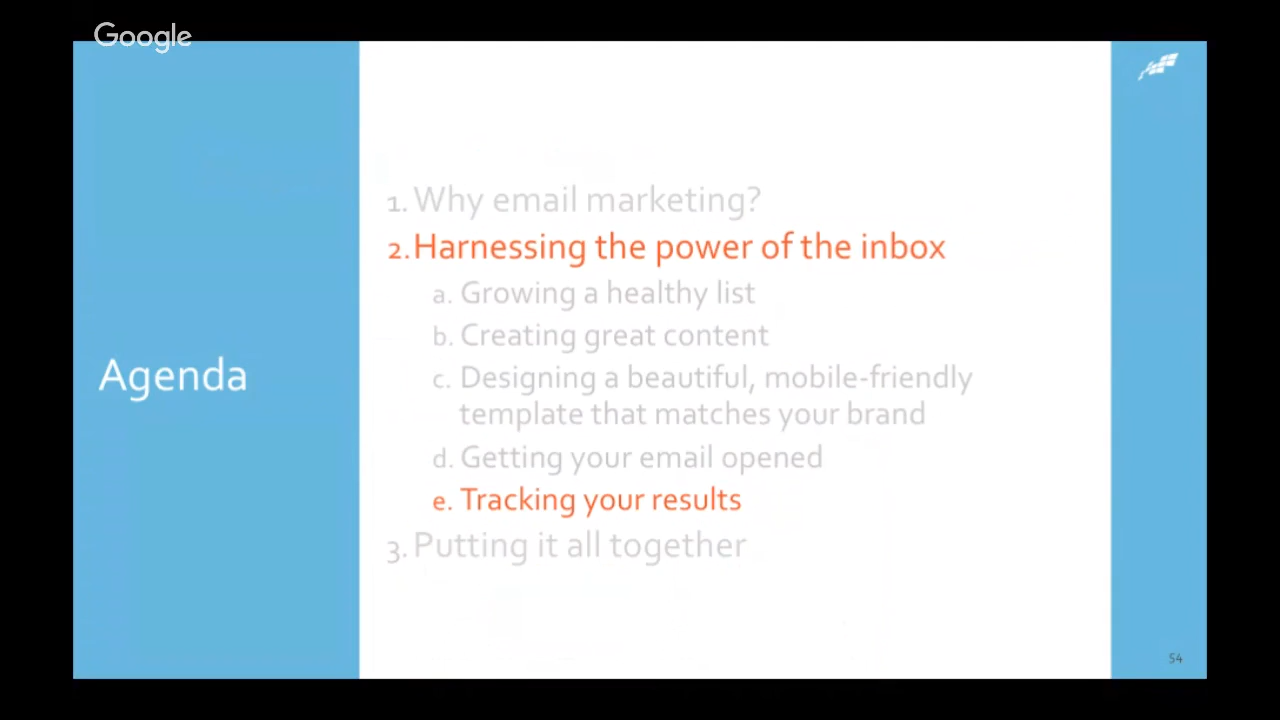 Google
Agenda
1. Why email marketing?
2. Harnessing the power of the inbox
a. Growing a healthy list
b. Creating great content
c. Designing a beautiful, mobile-friendly
template that matches your brand
d. Getting your email opened
e. Tracking your results
3. Putting it all together
54